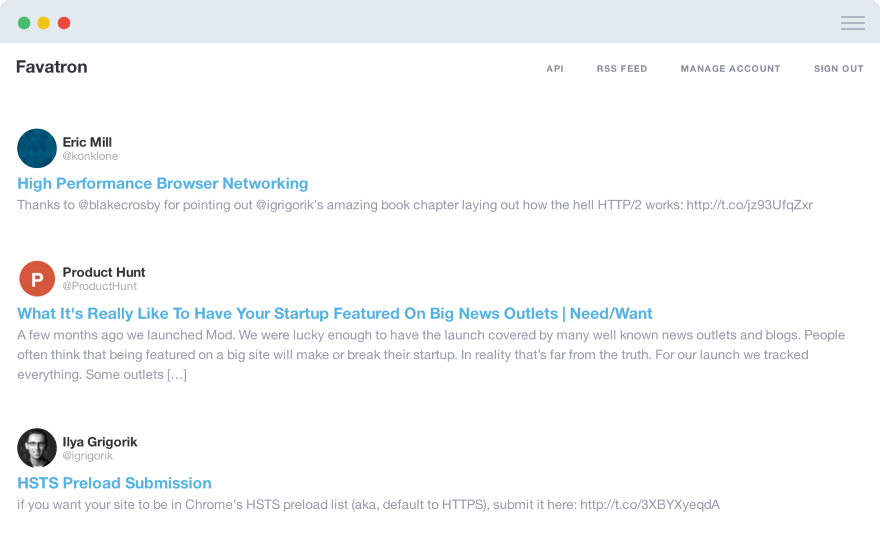 Favatron
API RSS FEED MANAGE ACCOUNT SIGN OUT
Eric Mill
@konklone
High Performance Browser Networking
Thanks to @blakecrosby for pointing out @igrigorik's amazing book chapter laying out how the hell HTTP/2 works: http://t.co/jz93UfqZxr
P
Product Hunt
@ProductHunt
What It's Really Like To Have Your Startup Featured On Big News Outlets | Need/Want
A few months ago we launched Mod. We were lucky enough to have the launch covered by many well known news outlets and blogs. People
often think that being featured on a big site will make or break their startup. In reality that’s far from the truth. For our launch we tracked
everything. Some outlets […]
Ilya Grigorik
@igrigorik
HSTS Preload Submission
if you want your site to be in Chrome's HSTS preload list (aka, default to HTTPS), submit it here: http://t.co/3XBYXyeqdA